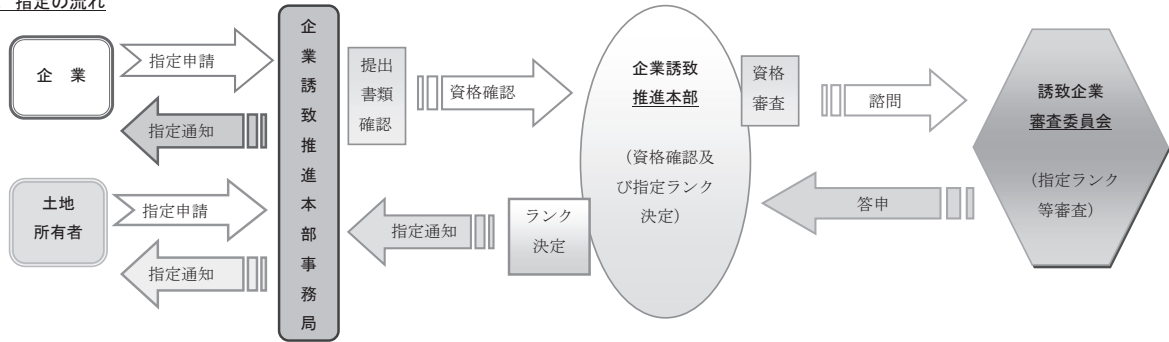 指定の流れ
企 業
指定申請
指定通知
土地
所有者
指定申請
指定通知
企業誘致推進本部事務局
提出
書類
確認
資格確認
指定通知
ランク
決定
企業誘致
推進本部
（資格確認及
び指定ランク
決定）
資格
審査
諮問
答申
誘致企業
審査委員会
（指定ランク
等審査）